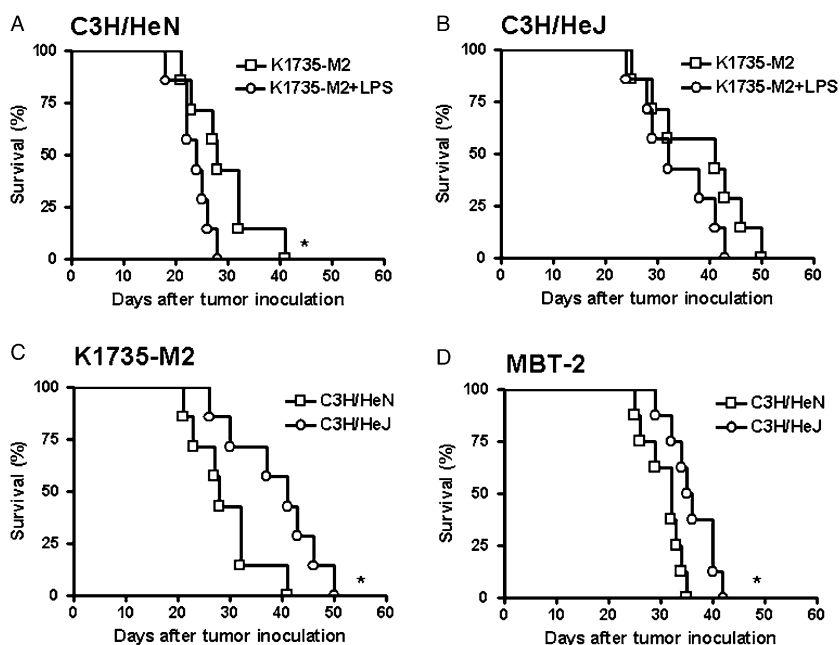 A
C3H/HeN
100
75
50
25
0
Survival (%)
K1735-M2
K1735-M2+LPS
*
0 10 20 30 40 50 60
Days after tumor inoculation
B
C3H/HeJ
100
75
50
25
0
Survival (%)
K1735-M2
K1735-M2+LPS
0 10 20 30 40 50 60
Days after tumor inoculation
C
K1735-M2
100
75
50
25
0
Survival (%)
C3H/HeN
C3H/HeJ
*
0 10 20 30 40 50 60
Days after tumor inoculation
D
MBT-2
100
75
50
25
0
Survival (%)
C3H/HeN
C3H/HeJ
*
0 10 20 30 40 50 60
Days after tumor inoculation